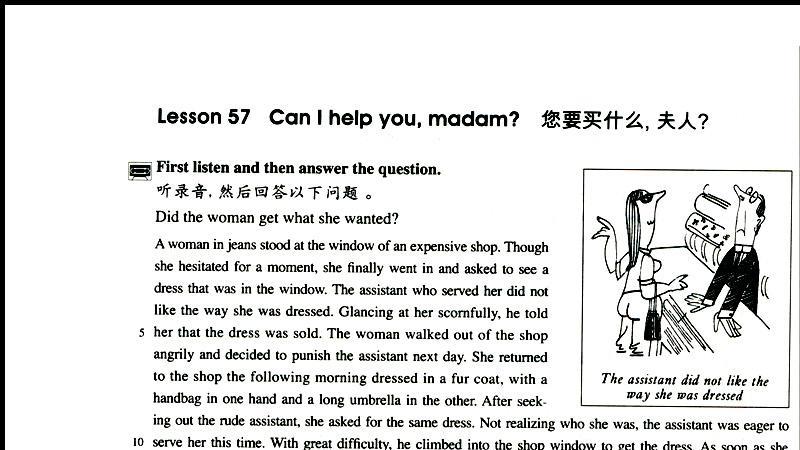 Lesson 57 Can I help you, madam? 您要买什么, 夫人?
First listen and then answer the question.
听录音, 然后回答以下问题。
Did the woman get what she wanted?
A woman in jeans stood at the window of an expensive shop. Though
she hesitated for a moment, she finally went in and asked to see a
dress that was in the window. The assistant who served her did not
like the way she was dressed. Glancing at her scornfully, he told
5 her that the dress was sold. The woman walked out of the shop
angrily and decided to punish the assistant next day. She returned
to the shop the following morning dressed in a fur coat, with a
handbag in one hand and a long umbrella in the other. After seek-
ing out the rude assistant, she asked for the same dress. Not realizing who she was, the assistant was eager to
10 serve her this time. With great difficulty, he climbed into the shop window to get the dress. As soon as she
The assistant did not like the
way she was dressed